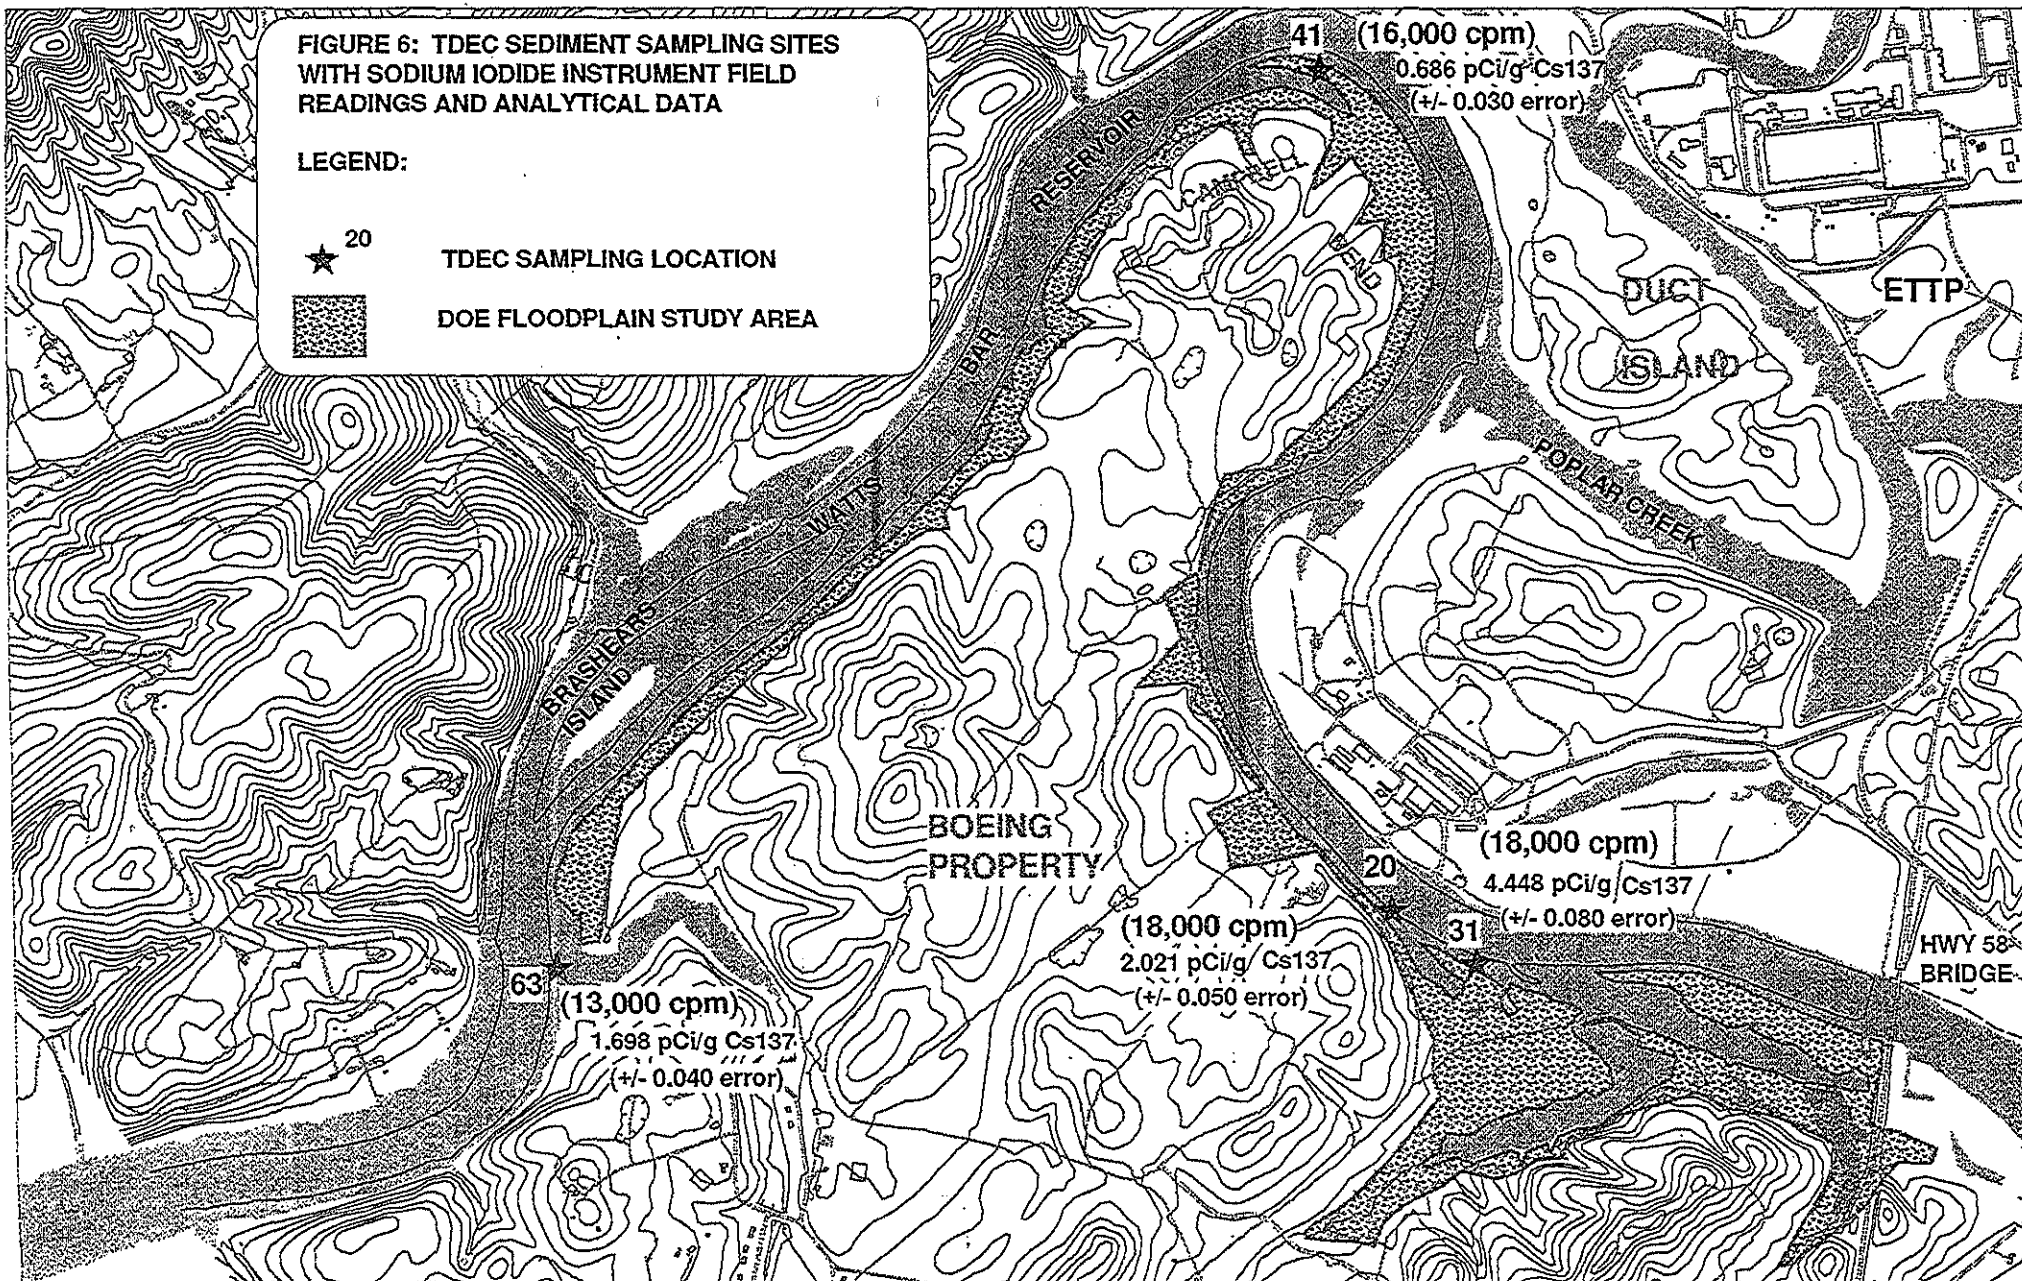 FIGURE 6: TDEC SEDIMENT SAMPLING SITES
WITH SODIUM IODIDE INSTRUMENT FIELD
READINGS AND ANALYTICAL DATA
LEGEND:
20
TDEC SAMPLING LOCATION
DOE FLOODPLAIN STUDY AREA
41 (16,000 cpm)
0.686 pCi/g Cs137
(+/- 0.030 error)
RESERVOIR
BAR
WATTS
CAMPBELL
BEND
DUCT
ISLAND
ETTP
POPLAR CREEK
BRASHEARS
ISLAND
BOEING
PROPERTY
20
(18,000 cpm)
4.448 pCi/g Cs137
(+/- 0.080 error)
31
(18,000 cpm)
2.021 pCi/g Cs137
(+/- 0.050 error)
HWY 58
BRIDGE
63
(13,000 cpm)
1.698 pCi/g Cs137
(+/- 0.040 error)